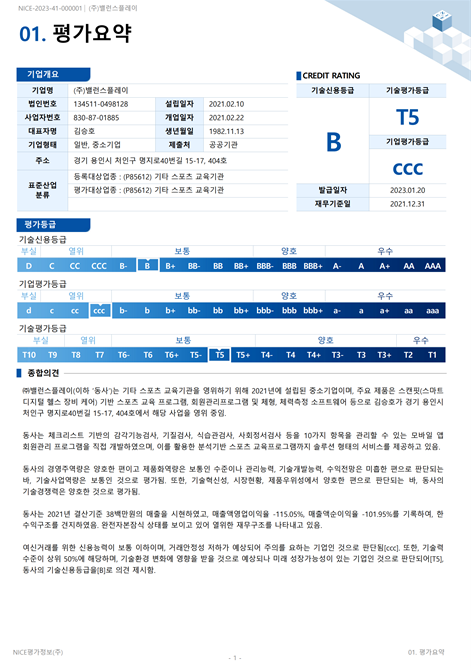 NICE-2023-41-000001 | (주)밸런스플레이
01. 평가요약
기업개요
기업명 (주)밸런스플레이
법인번호 134511-0498128 설립일자 2021.02.10
사업자번호 830-87-01885 개업일자 2021.02.22
대표자명 김승호 생년월일 1982.11.13
기업형태 일반, 중소기업 제출처 공공기관
주소 경기 용인시 처인구 명지로40번길 15-17, 404호
표준산업 분류 등록대상업종 : (P85612) 기타 스포츠 교육기관
평가대상업종 : (P85612) 기타 스포츠 교육기관
CREDIT RATING
기술신용등급 기술평가등급
B T5
기업평가등급
ccc
발급일자 2023.01.20
재무기준일 2021.12.31
평가등급
기술신용등급
부실 열위 보통 양호 우수
D C CC CCC B- B B+ BB- BB BB+ BBB- BBB BBB+ A- A A+ AA AAA
기업평가등급
부실 열위 보통 양호 우수
d c cc ccc b- b b+ bb- bb bb+ bbb- bbb bbb+ a- a a+ aa aaa
기술평가등급
부실 열위 보통 양호 우수
T10 T9 T8 T7 T6- T6 T6+ T5- T5 T5+ T4- T4 T4+ T3- T3 T3+ T2 T1
종합의견
㈜밸런스플레이(이하 '동사')는 기타 스포츠 교육기관을 영위하기 위해 2021년에 설립된 중소기업이며, 주요 제품은 스캔핏(스마트
디지털 헬스 장비 케어) 기반 스포츠 교육 프로그램, 회원관리프로그램 및 체형, 체력측정 소프트웨어 등으로 김승호가 경기 용인시
처인구 명지로40번길 15-17, 404호에서 해당 사업을 영위 중임.
동사는 체크리스트 기반의 감각기능검사, 기질검사, 식습관검사, 사회정서검사 등을 10가지 항목을 관리할 수 있는 모바일 앱
회원관리 프로그램을 직접 개발하였으며, 이를 활용한 분석기반 스포츠 교육프로그램까지 솔루션 형태의 서비스를 제공하고 있음.
동사의 경영주역량은 양호한 편이고 제품화역량은 보통인 수준이나 관리능력, 기술개발능력, 수익전망은 미흡한 편으로 판단되는
바, 기술사업역량은 보통인 것으로 평가됨. 또한, 기술혁신성, 시장현황, 제품우위성에서 양호한 편으로 판단되는 바, 동사의
기술경쟁력은 양호한 것으로 평가됨.
동사는 2021년 결산기준 38백만원의 매출을 시현하였고, 매출액영업이익율 -115.05%, 매출액순이익율 -101.95%를 기록하여, 한
수익구조를 견지하였음. 완전자본잠식 상태를 보이고 있어 열위한 재무구조를 나타내고 있음.
여신거래를 위한 신용능력이 보통 이하이며, 거래안정성 저하가 예상되어 주의를 요하는 기업인 것으로 판단됨[ccc]. 또한, 기술력
수준이 상위 50%에 해당하며, 기술환경 변화에 영향을 받을 것으로 예상되나 미래 성장가능성이 있는 기업인 것으로 판단되어[T5],
동사의 기술신용등급을[B]로 의견 제시함.
NICE평가정보(주)
- 1 -
01. 평가요약